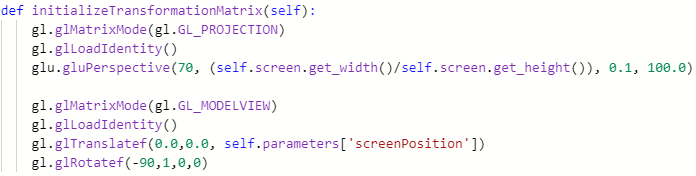 def initializeTransformationMatrix(self):
    gl.glMatrixMode(gl.GL_PROJECTION)
    gl.glLoadIdentity()
    glu.gluPerspective(70, (self.screen.get_width()/self.screen.get_height()), 0.1, 100.0)

    gl.glMatrixMode(gl.GL_MODELVIEW)
    gl.glLoadIdentity()
    gl.glTranslatef(0.0,0.0, self.parameters['screenPosition'])
    gl.glRotatef(-90,1,0,0)